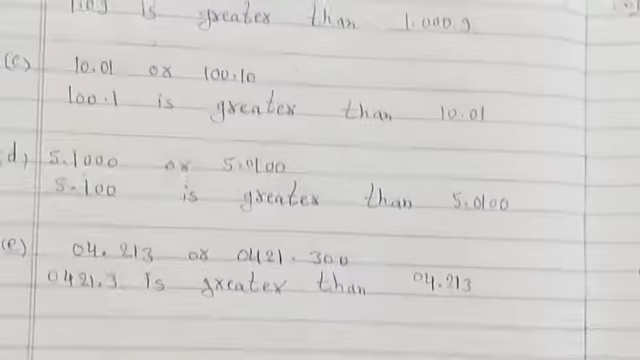 is greater than 1.000.9
(c) 10.01 or 100.10
100.1 is greater than 10.01
d) 5.1000 or 5.0100
5.100 is greater than 5.0100
(e) 04.213 or 0421.300
0421.3 is greater than 04.213